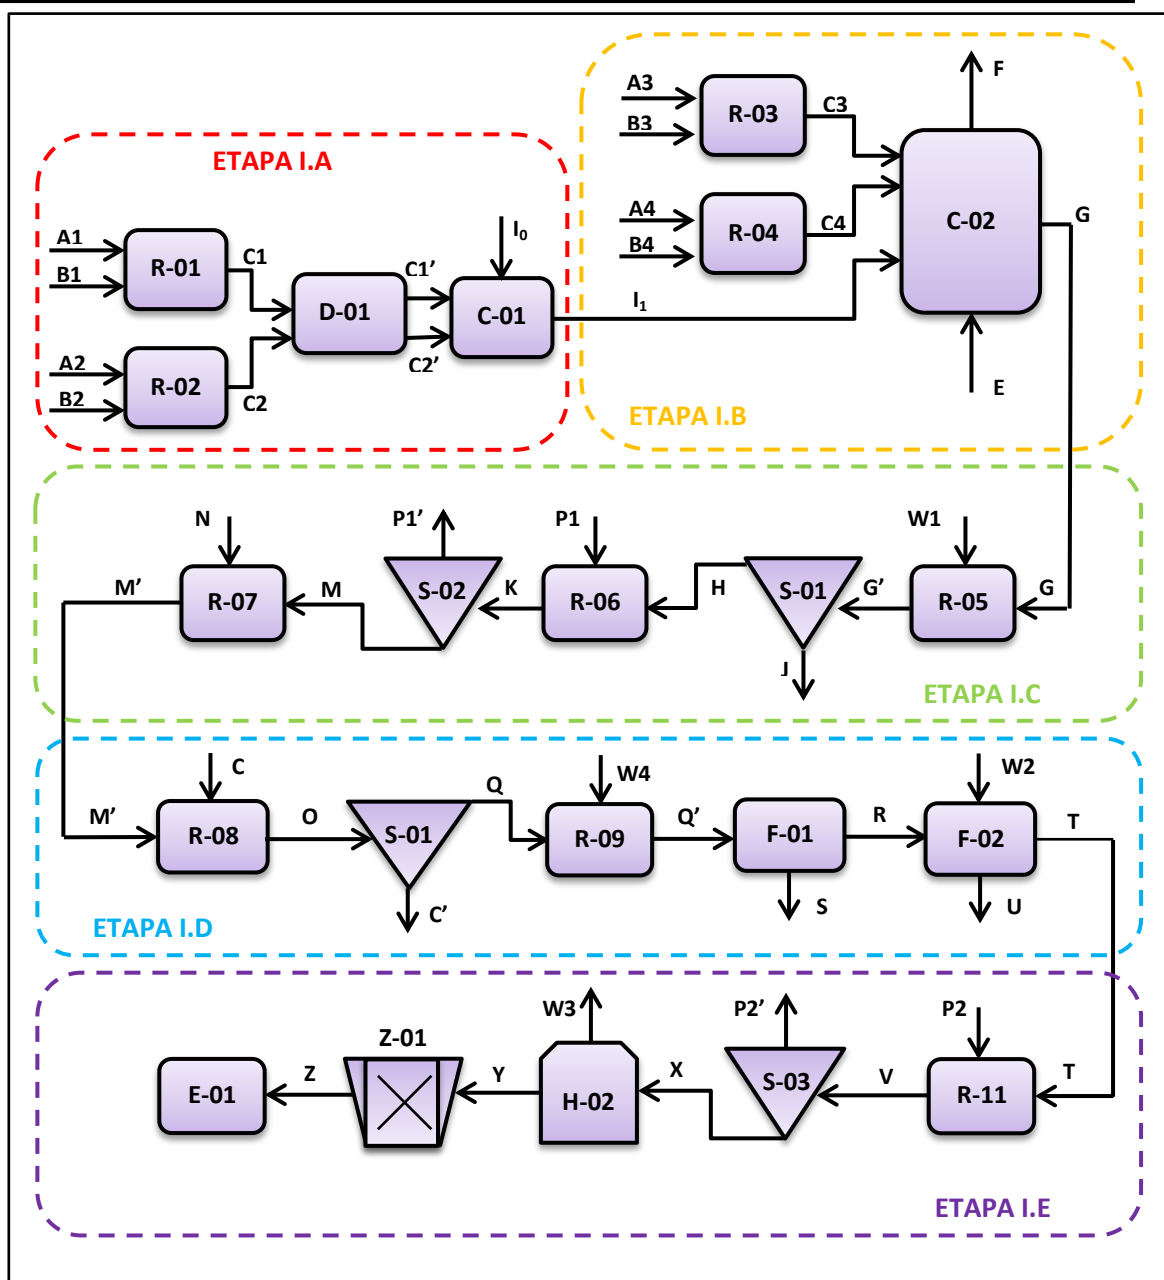 ETAPA I.A
A1
B1
R-01
C1
A2
B2
R-02
C2
D-01
C1’
C2’
I0
C-01
I1
A3
B3
R-03
C3
A4
B4
R-04
C4
F
C-02
G
E
ETAPA I.B
N
P1’
P1
W1
M’
R-07
M
S-02
K
R-06
H
S-01
G’
R-05
G
J
ETAPA I.C
C
Q
W4
W2
M’
R-08
O
S-01
R-09
Q’
F-01
R
F-02
T
C’
S
U
ETAPA I.D
W3
P2’
P2
Z-01
E-01
Z
Y
H-02
X
S-03
V
R-11
T
ETAPA I.E